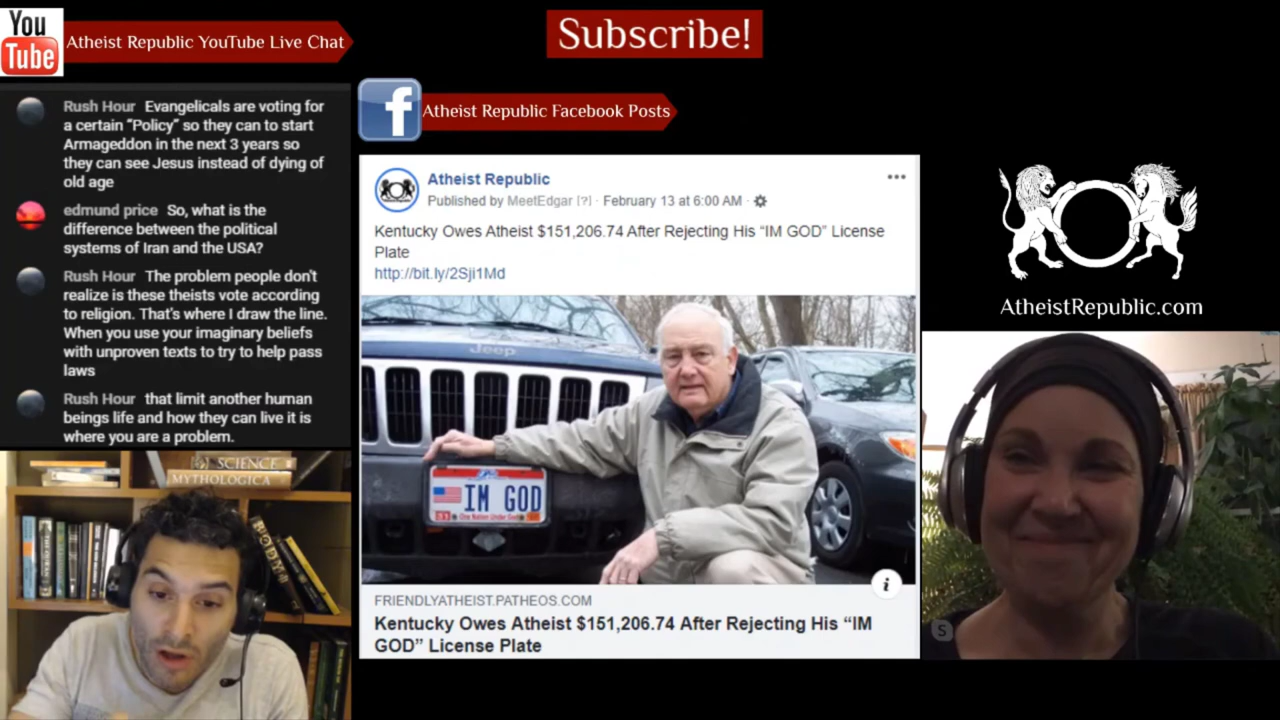 You
Tube
Atheist Republic YouTube Live Chat
Subscribe!
Rush Hour Evangelicals are voting for
a certain “Policy” so they can to start
Armageddon in the next 3 years so
they can see Jesus instead of dying of
old age
edmund price So, what is the
difference between the political
systems of Iran and the USA?
Rush Hour The problem people don't
realize is these theists vote according
to religion. That's where I draw the line.
When you use your imaginary beliefs
with unproven texts to try to help pass
laws
Rush Hour that limit another human
beings life and how they can live it is
where you are a problem.
SCIENCE
MYTHOLOGICA
f
Atheist Republic Facebook Posts
Atheist Republic
Published by MeetEdgar [?] · February 13 at 6:00 AM ·
Kentucky Owes Atheist $151,206.74 After Rejecting His “IM GOD” License
Plate
http://bit.ly/2Sji1Md
Jeep
IM GOD
One Nation Under God
i
FRIENDLYATHEIST.PATHEOS.COM
Kentucky Owes Atheist $151,206.74 After Rejecting His “IM
GOD” License Plate
AtheistRepublic.com
S